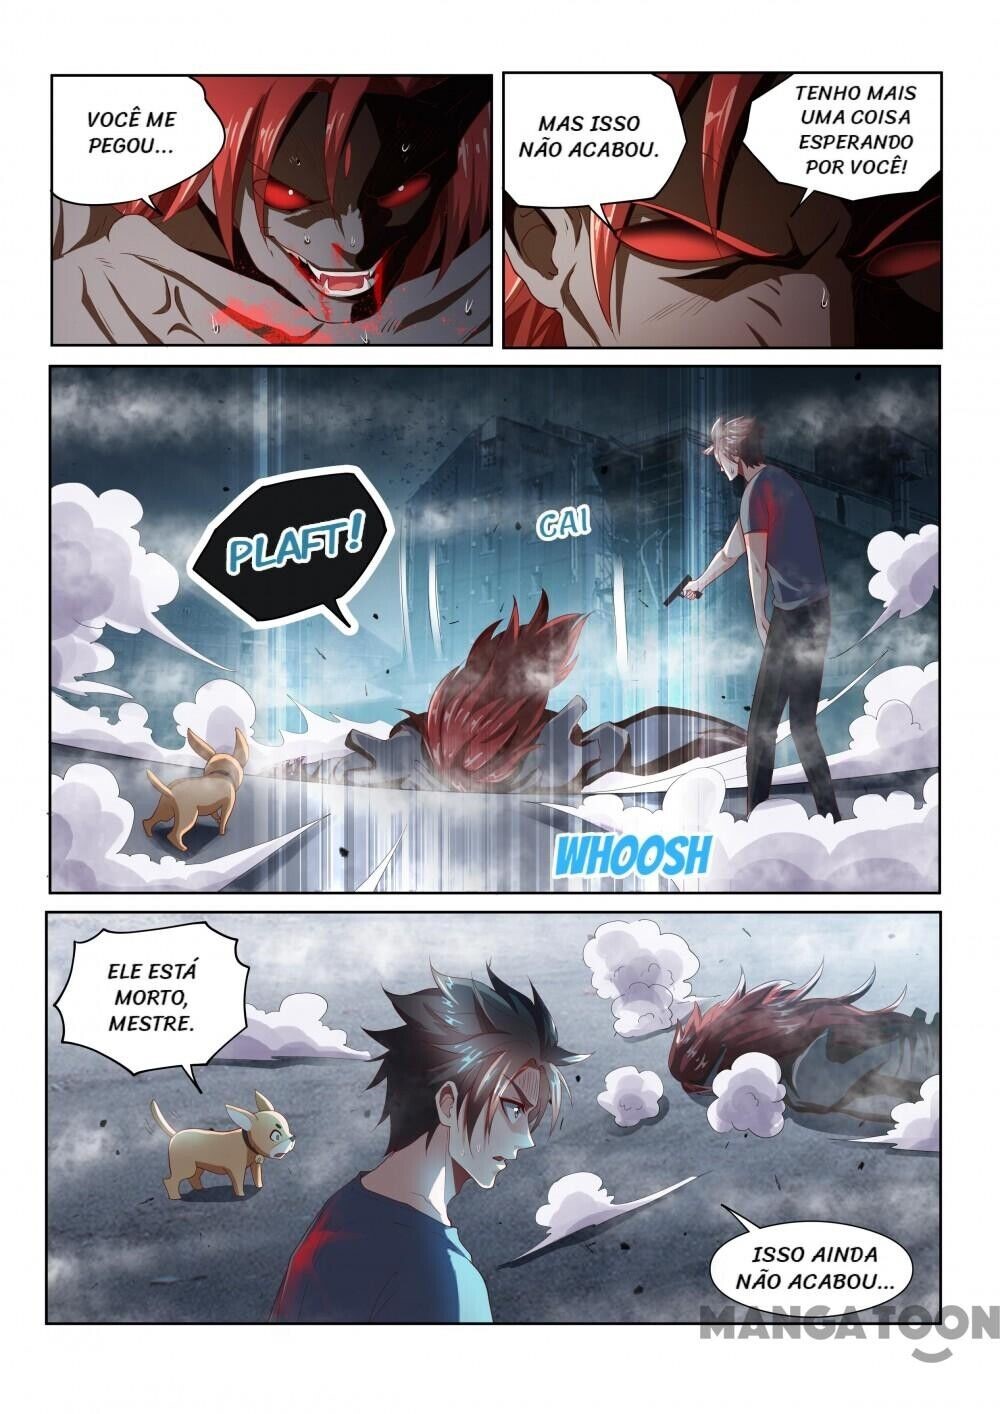 VOCÊ ME
PEGOU...
MAS ISSO
NÃO ACABOU.
TENHO MAIS
UMA COISA
ESPERANDO
POR VOCÊ!
PLAFT!
CAI
WHOOSH
ELE ESTÁ
MORTO,
MESTRE.
ISSO AINDA
NÃO ACABOU...
MANGATOON